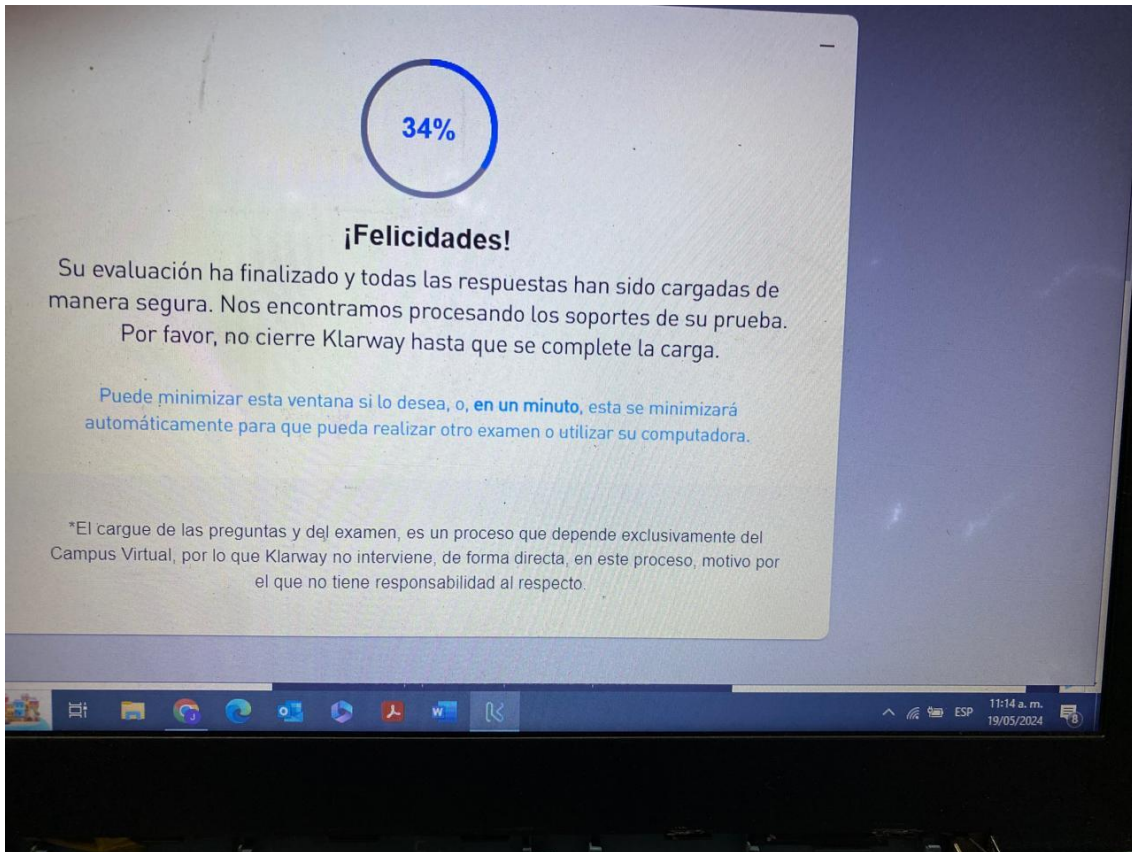 34%
¡Felicidades!
Su evaluación ha finalizado y todas las respuestas han sido cargadas de
manera segura. Nos encontramos procesando los soportes de su prueba.
Por favor, no cierre Klarway hasta que se complete la carga.
Puede minimizar esta ventana si lo desea, o, en un minuto, esta se minimizará
automáticamente para que pueda realizar otro examen o utilizar su computadora.
*El cargue de las preguntas y del examen, es un proceso que depende exclusivamente del
Campus Virtual, por lo que Klarway no interviene, de forma directa, en este proceso, motivo por
el que no tiene responsabilidad al respecto.
ESP
11:14 a. m.
19/05/2024
8